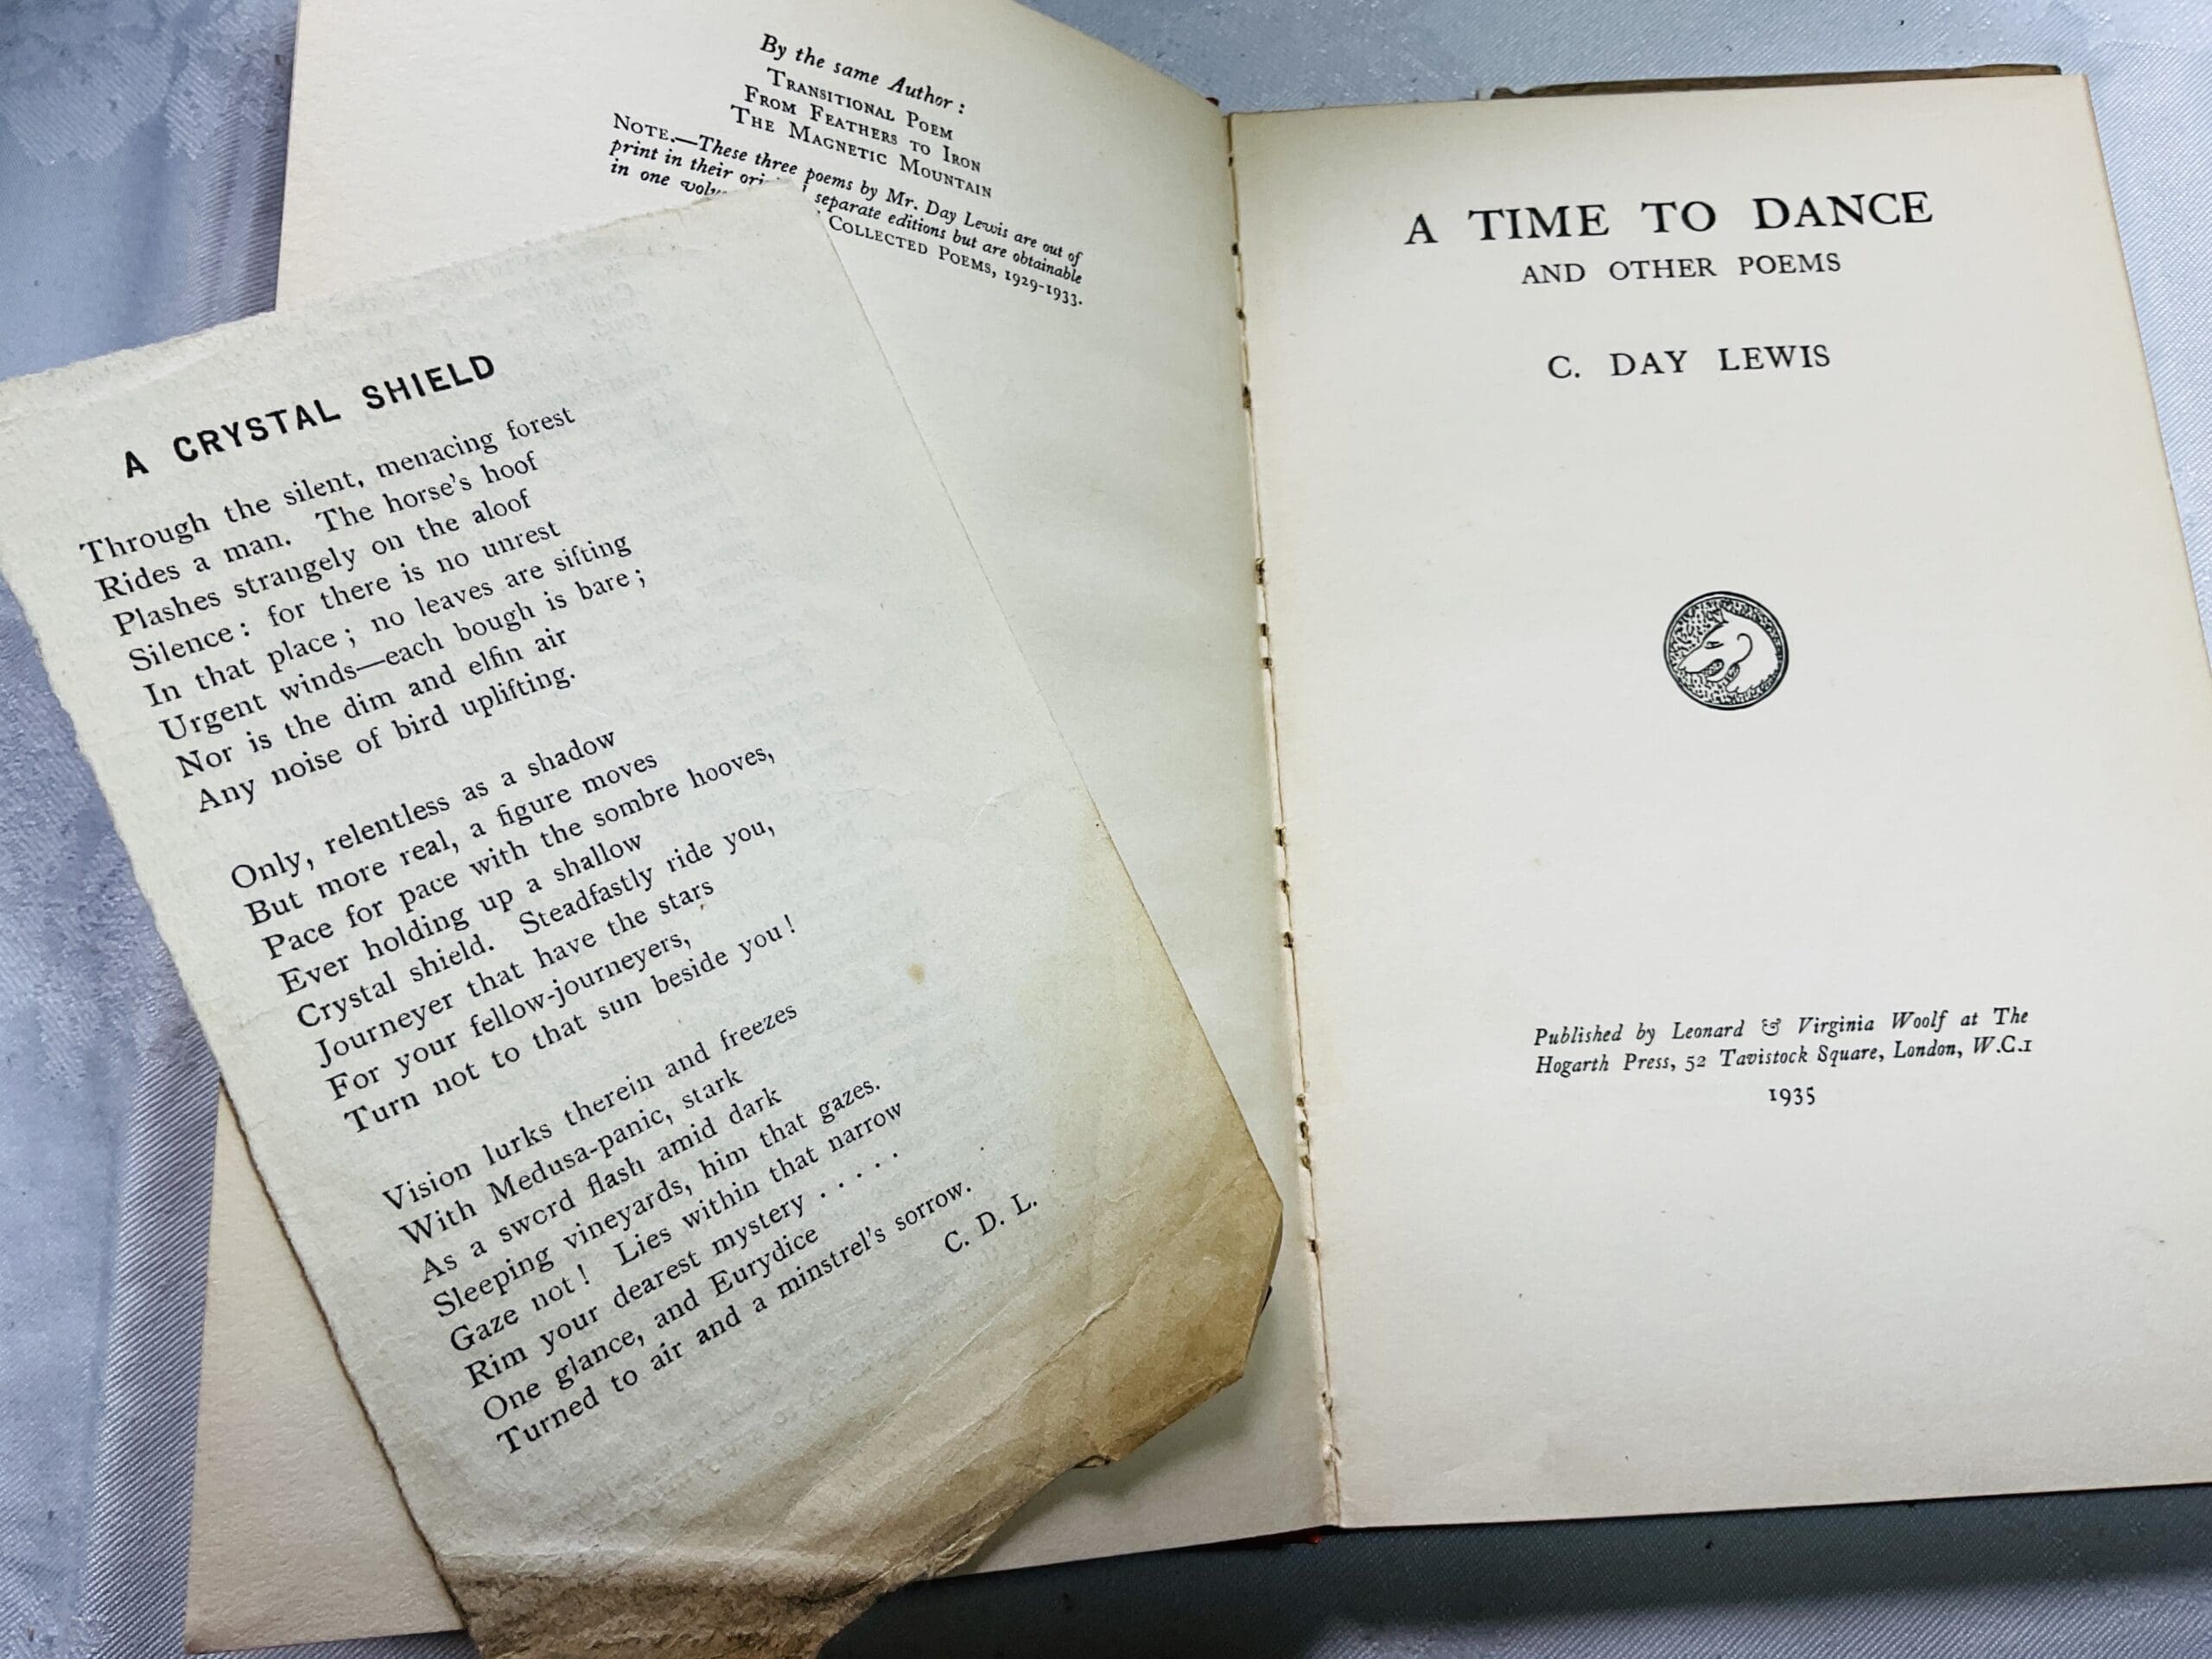 By the same Author :
TRANSITIONAL POEM
FROM FEATHERS TO IRON
THE MAGNETIC MOUNTAIN
NOTE.—These three poems by Mr. Day Lewis are out of
print in their separate editions but are obtainable
in one COLLECTED POEMS, 1929-1933.
A CRYSTAL SHIELD
Through the silent, menacing forest
Rides a man. The horse's hoof
Plashes strangely on the aloof
Silence: for there is no unrest
In that place; no leaves are sifting
Urgent winds—each bough is bare;
Nor is the dim and elfin air
Any noise of bird uplifting.
Only, relentless as a shadow
But more real, a figure moves
Pace for pace with the sombre hooves,
Ever holding up a shallow
Crystal shield. Steadfastly ride you,
Journeyer that have the stars
For your fellow-journeyers,
Turn not to that sun beside you!
Vision lurks therein and freezes
With Medusa-panic, stark
As a sword flash amid dark
Sleeping vineyards, him that gazes.
Gaze not! Lies within that narrow
Rim your dearest mystery . . . . .
One glance, and Eurydice
Turned to air and a minstrel's sorrow.
C. D. L.
A TIME TO DANCE
AND OTHER POEMS
C. DAY LEWIS
Published by Leonard & Virginia Woolf at The
Hogarth Press, 52 Tavistock Square, London, W.C.1
1935